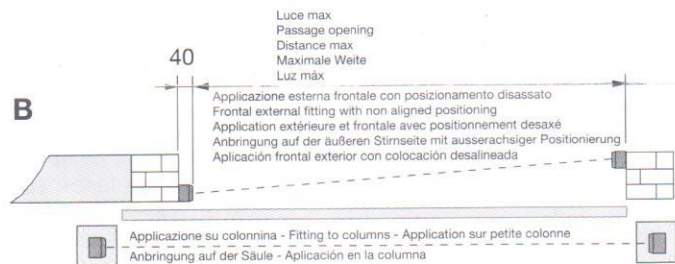 Luce max
Passage opening
Distance max
Maximale Weite
Luz máx
40
B
Applicazione esterna frontale con posizionamento disassato
Frontal external fitting with non aligned positioning
Application extérieure et frontale avec positionnement desaxé
Anbringung auf der äußeren Stirnseite mit ausserachsiger Positionierung
Aplicación frontal exterior con colocación desalineada
Applicazione su colonnina - Fitting to columns - Application sur petite colonne
Anbringung auf der Säule - Aplicación en la columna